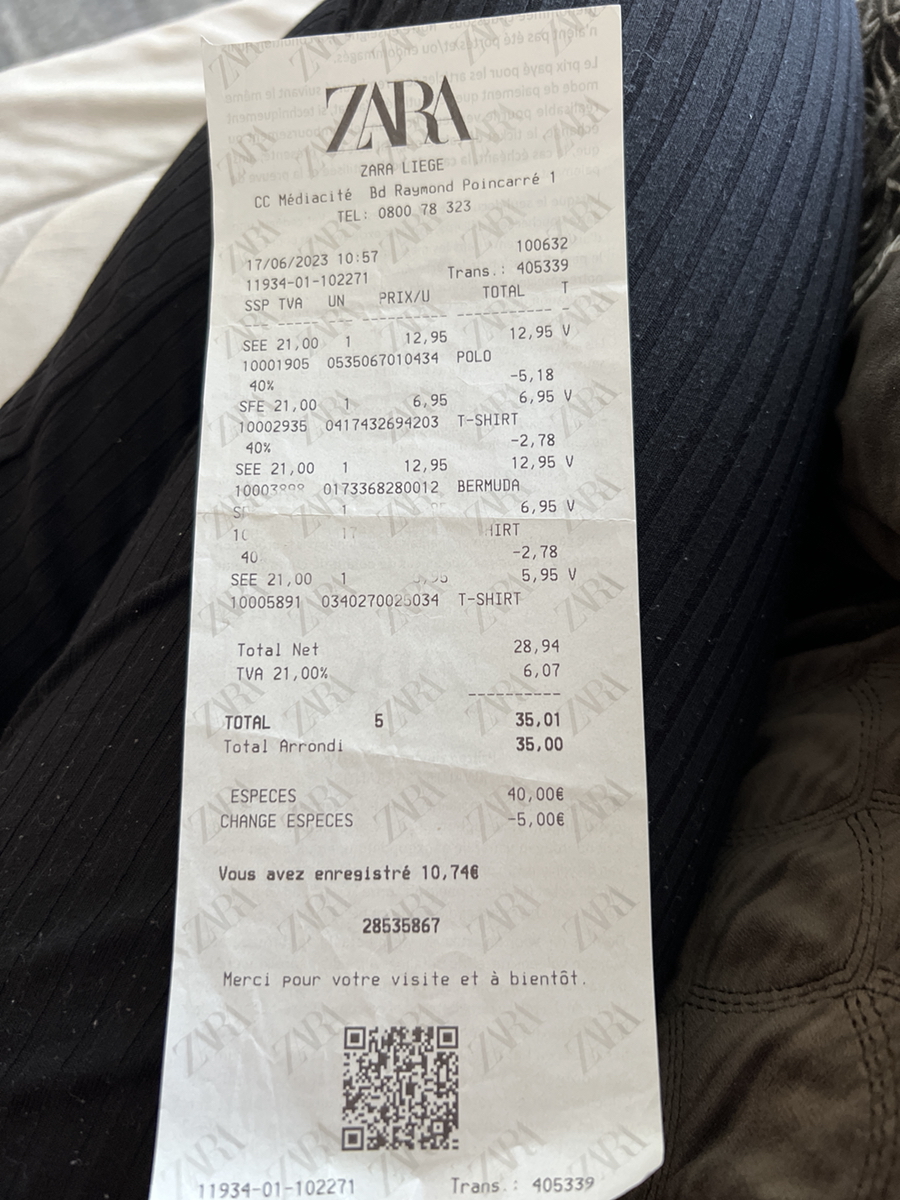 ZARA
ZARA LIEGE
CC Médiacité Bd Raymond Poincarré 1
TEL: 0800 78 323
100632
17/06/2023 10:57
11934-01-102271 Trans.: 405339
SSP TVA UN PRIX/U TOTAL T
SEE 21,00 1 12,95 12,95 V
10001905 0535067010434 POLO
40% -5,18
SFE 21,00 1 6,95 6,95 V
10002935 0417432694203 T-SHIRT
40% -2,78
SEE 21,00 1 12,95 12,95 V
0173368280012 BERMUDA
1 6,95 V
-2,78
SEE 21,00 1 5,95 V
10005891 0340270025034 T-SHIRT
Total Net 28,94
TVA 21,00% 6,07
TOTAL 5 35,01
Total Arrondi 35,00
ESPECES 40,00€
CHANGE ESPECES -5,00€
Vous avez enregistré 10,74€
28535867
Merci pour votre visite et à bientôt.
11934-01-102271 Trans.: 405339